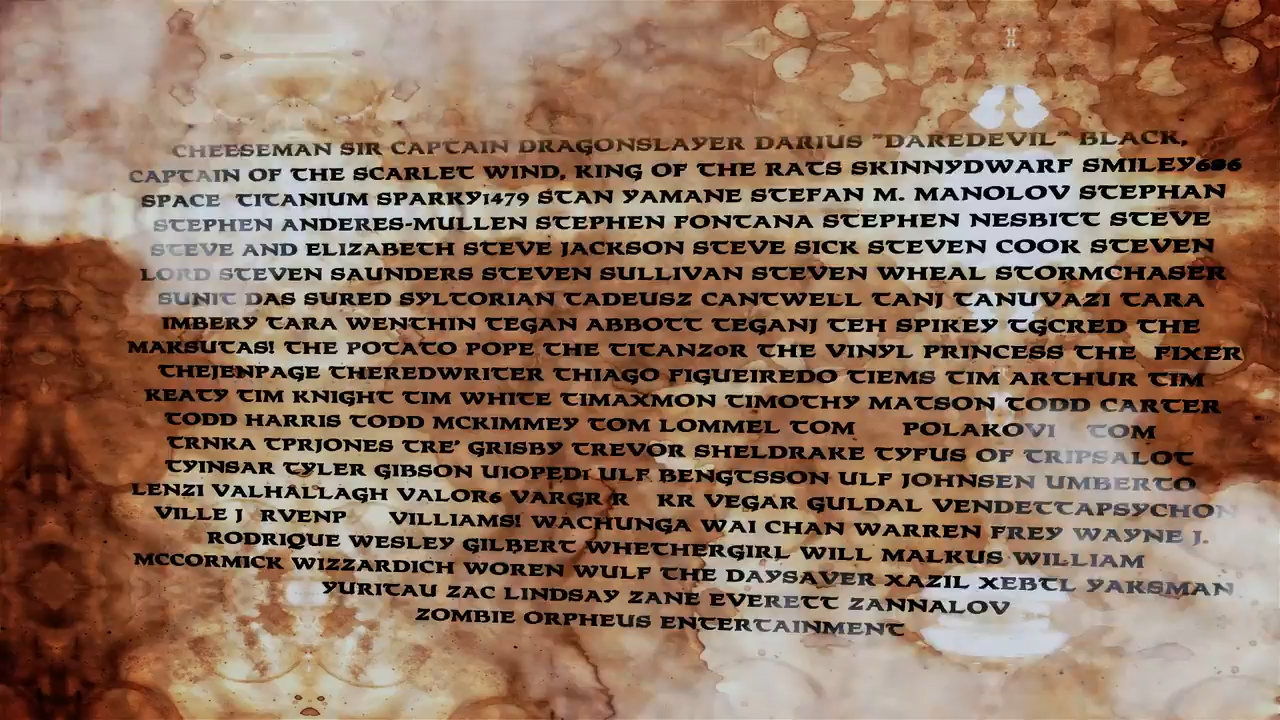 CHEESEMAN SIR CAPTAIN DRAGONSLAYER DARIUS "DAREDEVIL" BLACK,
CAPTAIN OF THE SCARLET WIND, KING OF THE RATS SKINNYDWARF SMILEY686
SPACE TITANIUM SPARKY1479 STAN YAMANE STEFAN M. MANOLOV STEPHAN
STEPHEN ANDERES-MULLEN STEPHEN FONTANA STEPHEN NESBITT STEVE
STEVE AND ELIZABETH STEVE JACKSON STEVE SICK STEVEN COOK STEVEN
LORD STEVEN SAUNDERS STEVEN SULLIVAN STEVEN WHEAL STORMCHASER
SUNIT DAS SURED SYLTORIAN TADEUSZ CANTWELL TANJ TANUVAZI TARA
IMBERY TARA WENTHIN TEGAN ABBOTT TEGANJ TEH SPIKEY TGCRED THE
MAKSUTAS! THE POTATO POPE THE TITANZ0R THE VINYL PRINCESS THE FIXER
THEJENPAGE THEREDWRITER THIAGO FIGUEIREDO TIEMS TIM ARTHUR TIM
KEATY TIM KNIGHT TIM WHITE TIMAXMON TIMOTHY MATSON TODD CARTER
TODD HARRIS TODD MCKIMMEY TOM LOMMEL TOM POLAKOVI TOM
TRNKA TPRJONES TRE' GRISBY TREVOR SHELDRAKE TYFUS OF TRIPSALOT
TYINSAR TYLER GIBSON UIOPED1 ULF BENGTSSON ULF JOHNSEN UMBERTO
LENZI VALHALLAGH VALOR6 VARGR R KR VEGAR GULDAL VENDETTAPSYCHON
VILLE J RVENP VILLIAMS! WACHUNGA WAI CHAN WARREN FREY WAYNE J.
RODRIQUE WESLEY GILBERT WHETHERGIRL WILL MALKUS WILLIAM
MCCORMICK WIZZARDICH WOREN WULF THE DAYSAVER XAZIL XEBTL YAKSMAN
YURITAU ZAC LINDSAY ZANE EVERETT ZANNALOV
ZOMBIE ORPHEUS ENTERTAINMENT